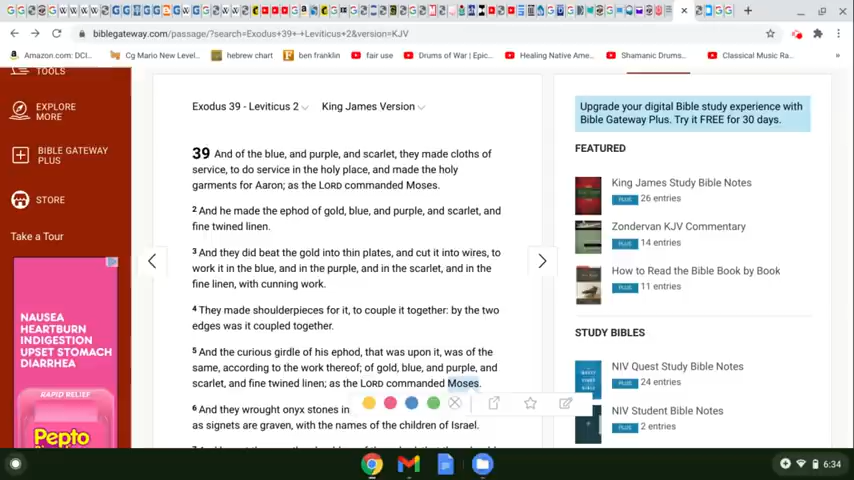 biblegateway.com/passage/?search=Exodus+39+-+Leviticus+2&version=KJV
Amazon.com: DCI... Cg Mario New Level... hebrew chart ben franklin fair use Drums of War | Epic... Healing Native Ame... Shamanic Drums... Classical Music Ra...
TOOLS
EXPLORE
MORE
BIBLE GATEWAY
PLUS
STORE
Take a Tour
NAUSEA
HEARTBURN
INDIGESTION
UPSET STOMACH
DIARRHEA
RAPID RELIEF
Pepto
Exodus 39 - Leviticus 2 King James Version
39 And of the blue, and purple, and scarlet, they made cloths of
service, to do service in the holy place, and made the holy
garments for Aaron; as the LORD commanded Moses.
2 And he made the ephod of gold, blue, and purple, and scarlet, and
fine twined linen.
3 And they did beat the gold into thin plates, and cut it into wires, to
work it in the blue, and in the purple, and in the scarlet, and in the
fine linen, with cunning work.
4 They made shoulderpieces for it, to couple it together: by the two
edges was it coupled together.
5 And the curious girdle of his ephod, that was upon it, was of the
same, according to the work thereof; of gold, blue, and purple, and
scarlet, and fine twined linen; as the LORD commanded Moses.
6 And they wrought onyx stones in
as signets are graven, with the names of the children of Israel.
Upgrade your digital Bible study experience with
Bible Gateway Plus. Try it FREE for 30 days.
FEATURED
King James Study Bible Notes
PLUS 26 entries
Zondervan KJV Commentary
PLUS 14 entries
How to Read the Bible Book by Book
PLUS 11 entries
STUDY BIBLES
NIV Quest Study Bible Notes
PLUS 24 entries
NIV Student Bible Notes
PLUS 2 entries
6:34